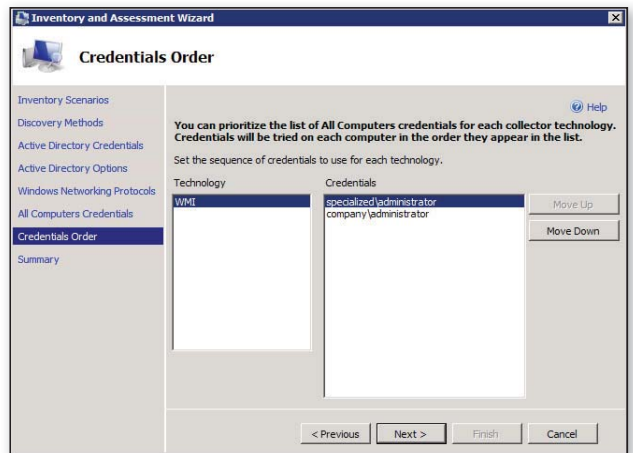 Inventory and Assessment Wizard
Credentials Order
Inventory Scenarios
Discovery Methods
Active Directory Credentials
Active Directory Options
Windows Networking Protocols
All Computers Credentials
Credentials Order
Summary
Help
You can prioritize the list of All Computers credentials for each collector technology.
Credentials will be tried on each computer in the order they appear in the list.
Set the sequence of credentials to use for each technology.
Technology
WMI
Credentials
specialized\administrator
company\administrator
Move Up
Move Down
< Previous
Next >
Finish
Cancel